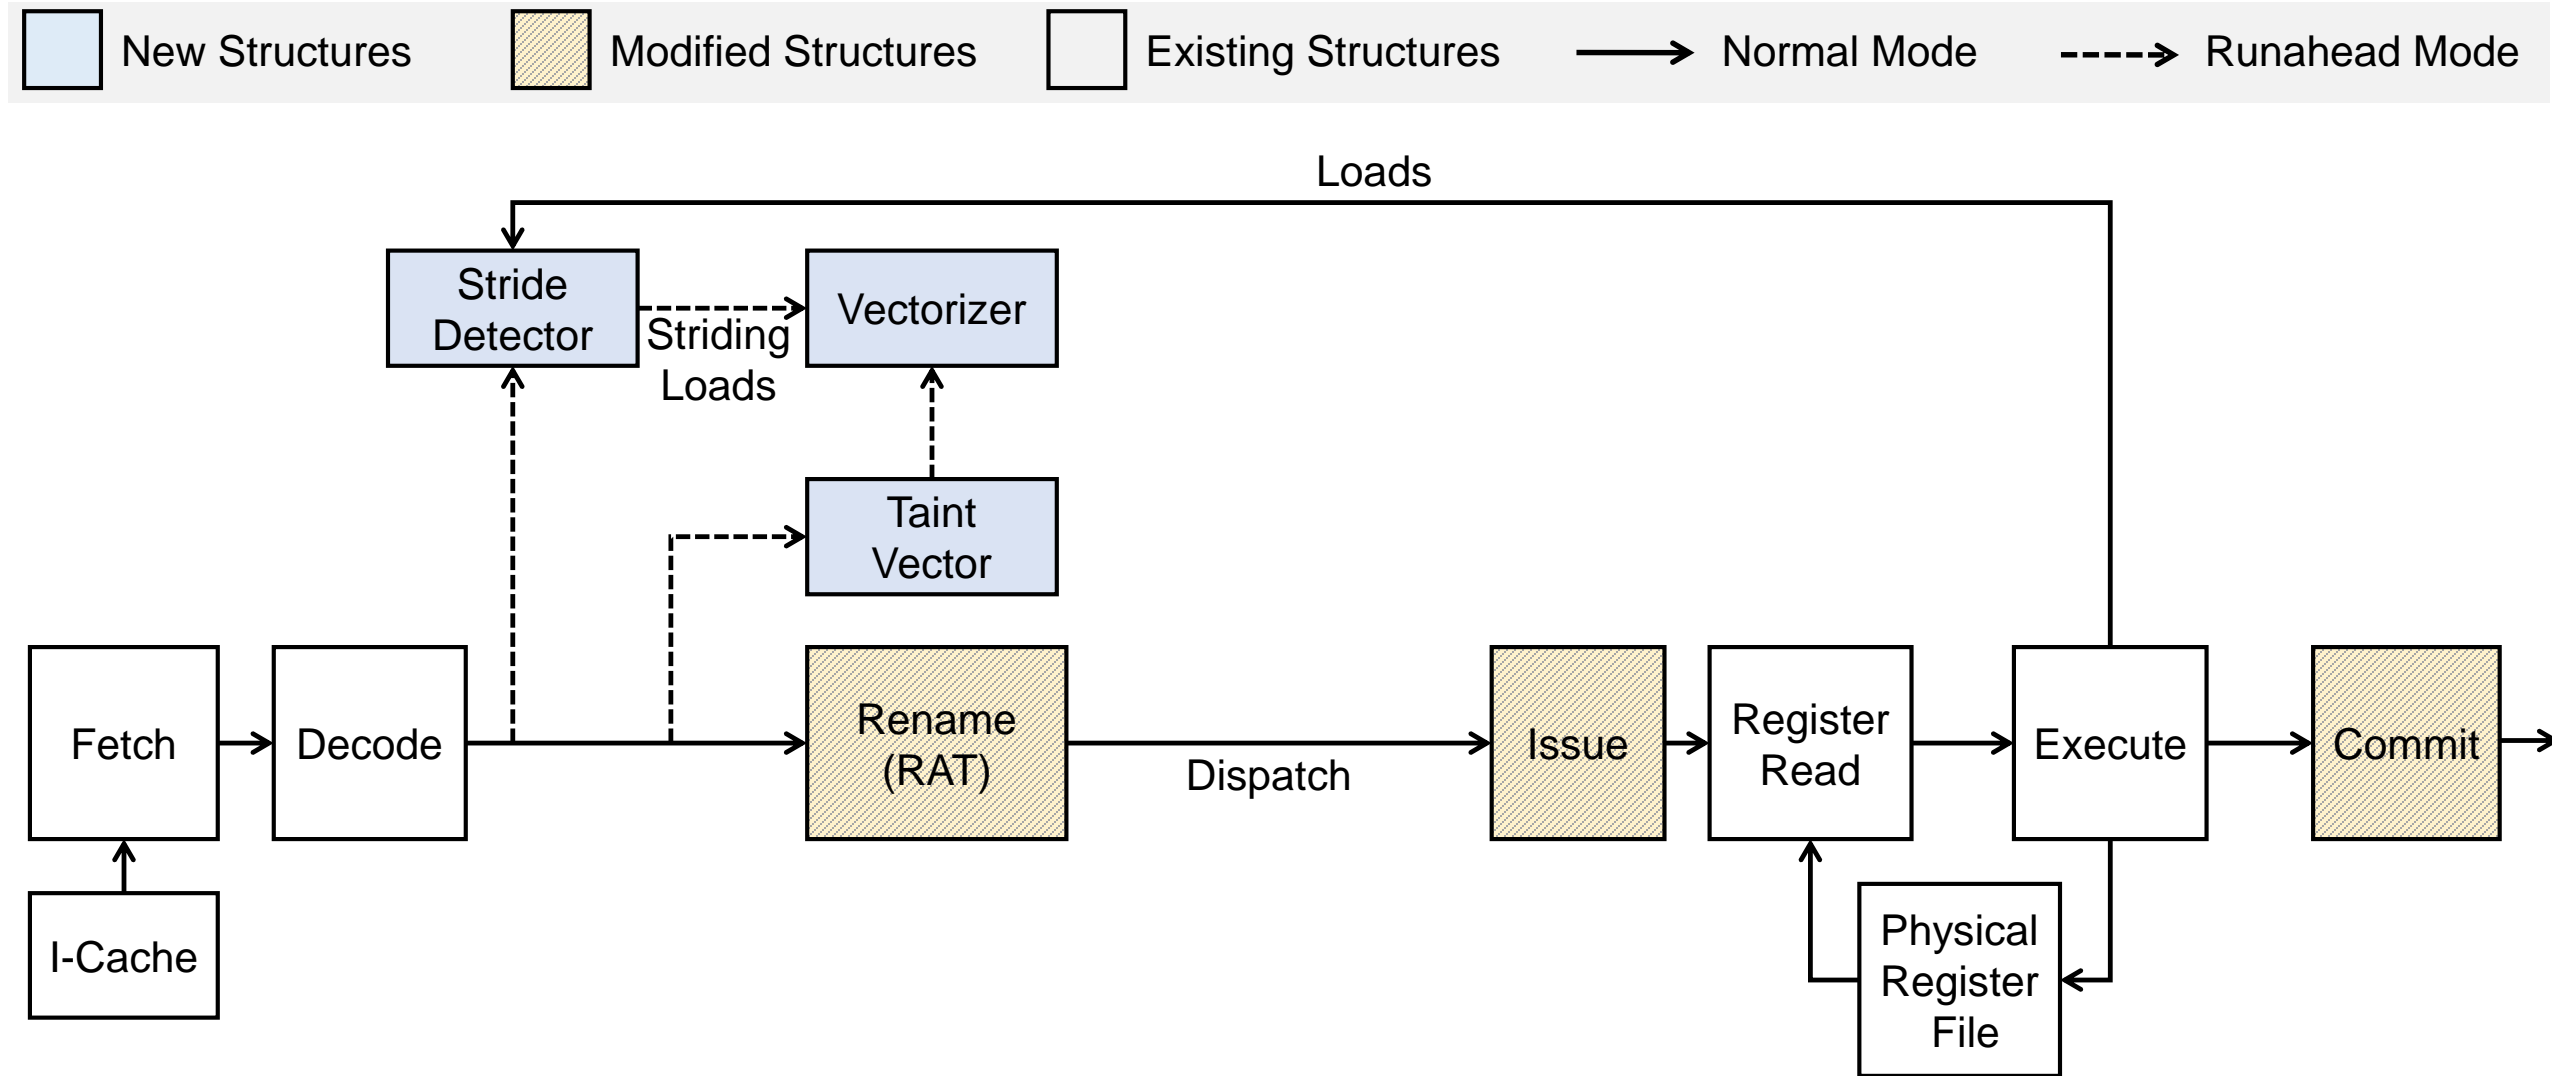 New Structures
Modified Structures
Existing Structures
Normal Mode
Runahead Mode
Loads
Stride
Detector
Striding
Loads
Vectorizer
Taint
Vector
Fetch
Decode
Rename
(RAT)
Dispatch
Issue
Register
Read
Execute
Commit
I-Cache
Physical
Register
File